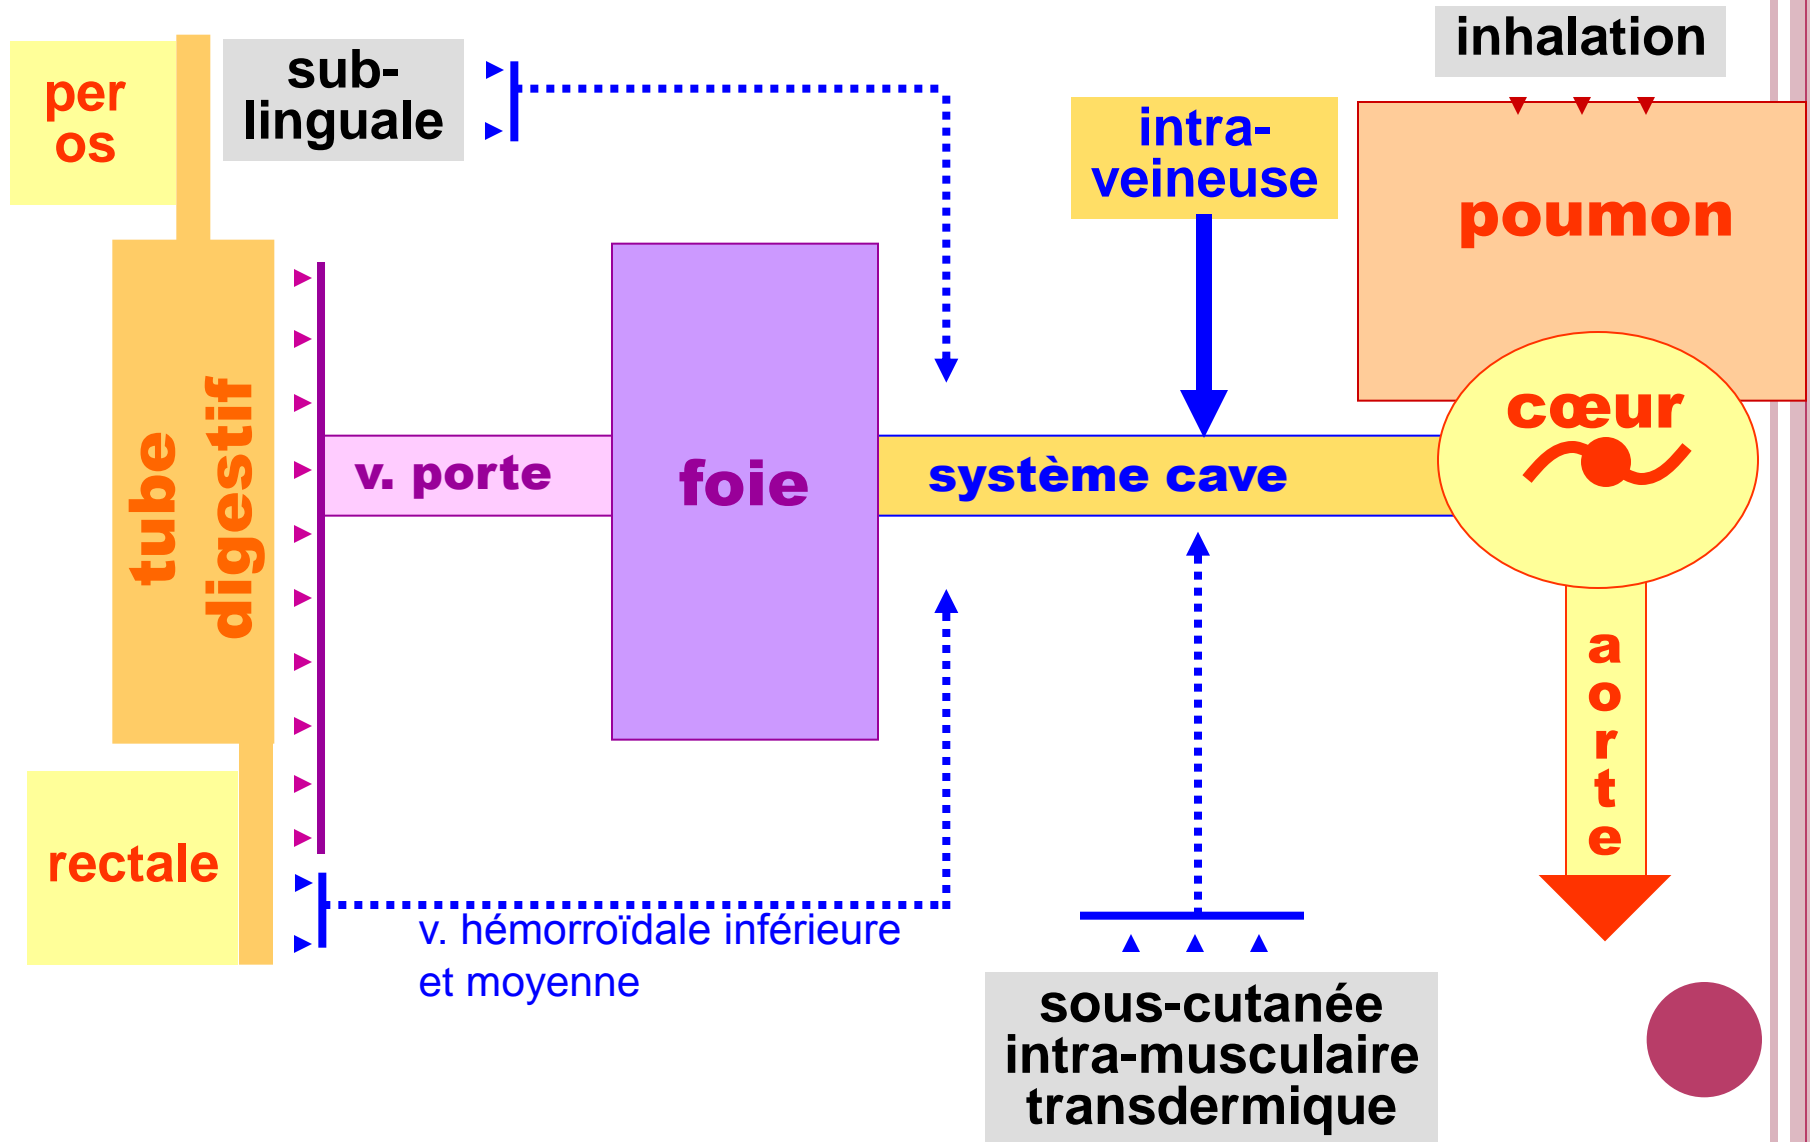 per
os
sub-
linguale
inhalation
intra-
veineuse
poumon
cœur
tube
digestif
v. porte
foie
système cave
a
o
r
t
e
rectale
v. hémorroïdale inférieure
et moyenne
sous-cutanée
intra-musculaire
transdermique